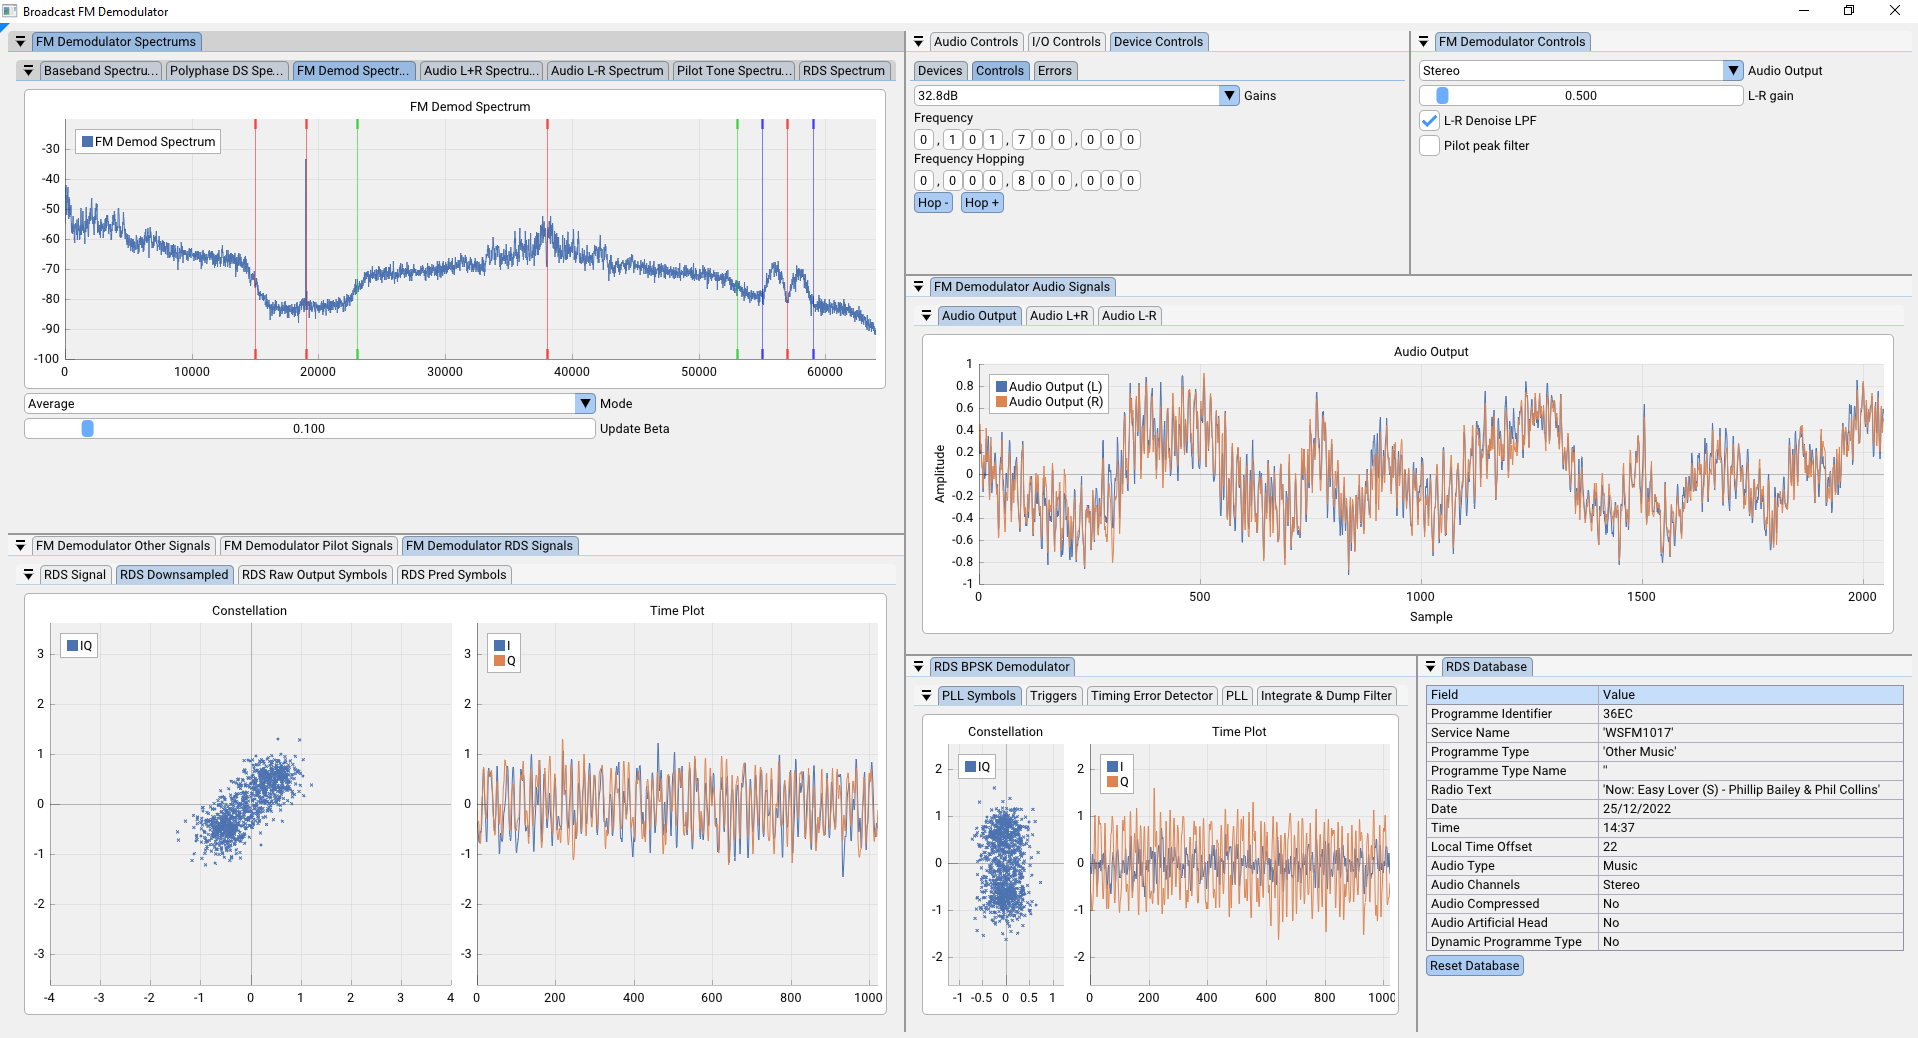 Broadcast FM Demodulator
FM Demodulator Spectrums
Baseband Spectru... Polyphase DS Spe... FM Demod Spectr... Audio L+R Spectru... Audio L-R Spectrum Pilot Tone Spectru... RDS Spectrum
FM Demod Spectrum
FM Demod Spectrum
-30
-40
-50
-60
-70
-80
-90
-100
0 10000 20000 30000 40000 50000 60000
Average Mode
0.100 Update Beta
FM Demodulator Other Signals FM Demodulator Pilot Signals FM Demodulator RDS Signals
RDS Signal RDS Downsampled RDS Raw Output Symbols RDS Pred Symbols
Constellation
IQ
3
2
1
0
-1
-2
-3
-4 -3 -2 -1 0 1 2 3 4
Time Plot
I
Q
3
2
1
0
-1
-2
-3
0 200 400 600 800 1000
Audio Controls I/O Controls Device Controls
Devices Controls Errors
32.8dB Gains
Frequency
0 , 1 0 1 , 7 0 0 , 0 0 0
Frequency Hopping
0 , 0 0 0 , 8 0 0 , 0 0 0
Hop - Hop +
FM Demodulator Controls
Stereo Audio Output
0.500 L-R gain
L-R Denoise LPF
Pilot peak filter
FM Demodulator Audio Signals
Audio Output Audio L+R Audio L-R
Audio Output
Audio Output (L)
Audio Output (R)
Amplitude
1
0.8
0.6
0.4
0.2
0
-0.2
-0.4
-0.6
-0.8
-1
0 500 1000 1500 2000
Sample
RDS BPSK Demodulator
PLL Symbols Triggers Timing Error Detector PLL Integrate & Dump Filter
Constellation
IQ
2
1
0
-1
-2
-1 -0.5 0 0.5 1
Time Plot
I
Q
2
1
0
-1
-2
0 200 400 600 800 1000
RDS Database
Field Value
Programme Identifier 36EC
Service Name 'WSFM1017'
Programme Type 'Other Music'
Programme Type Name ''
Radio Text 'Now: Easy Lover (S) - Phillip Bailey & Phil Collins'
Date 25/12/2022
Time 14:37
Local Time Offset 22
Audio Type Music
Audio Channels Stereo
Audio Compressed No
Audio Artificial Head No
Dynamic Programme Type No
Reset Database